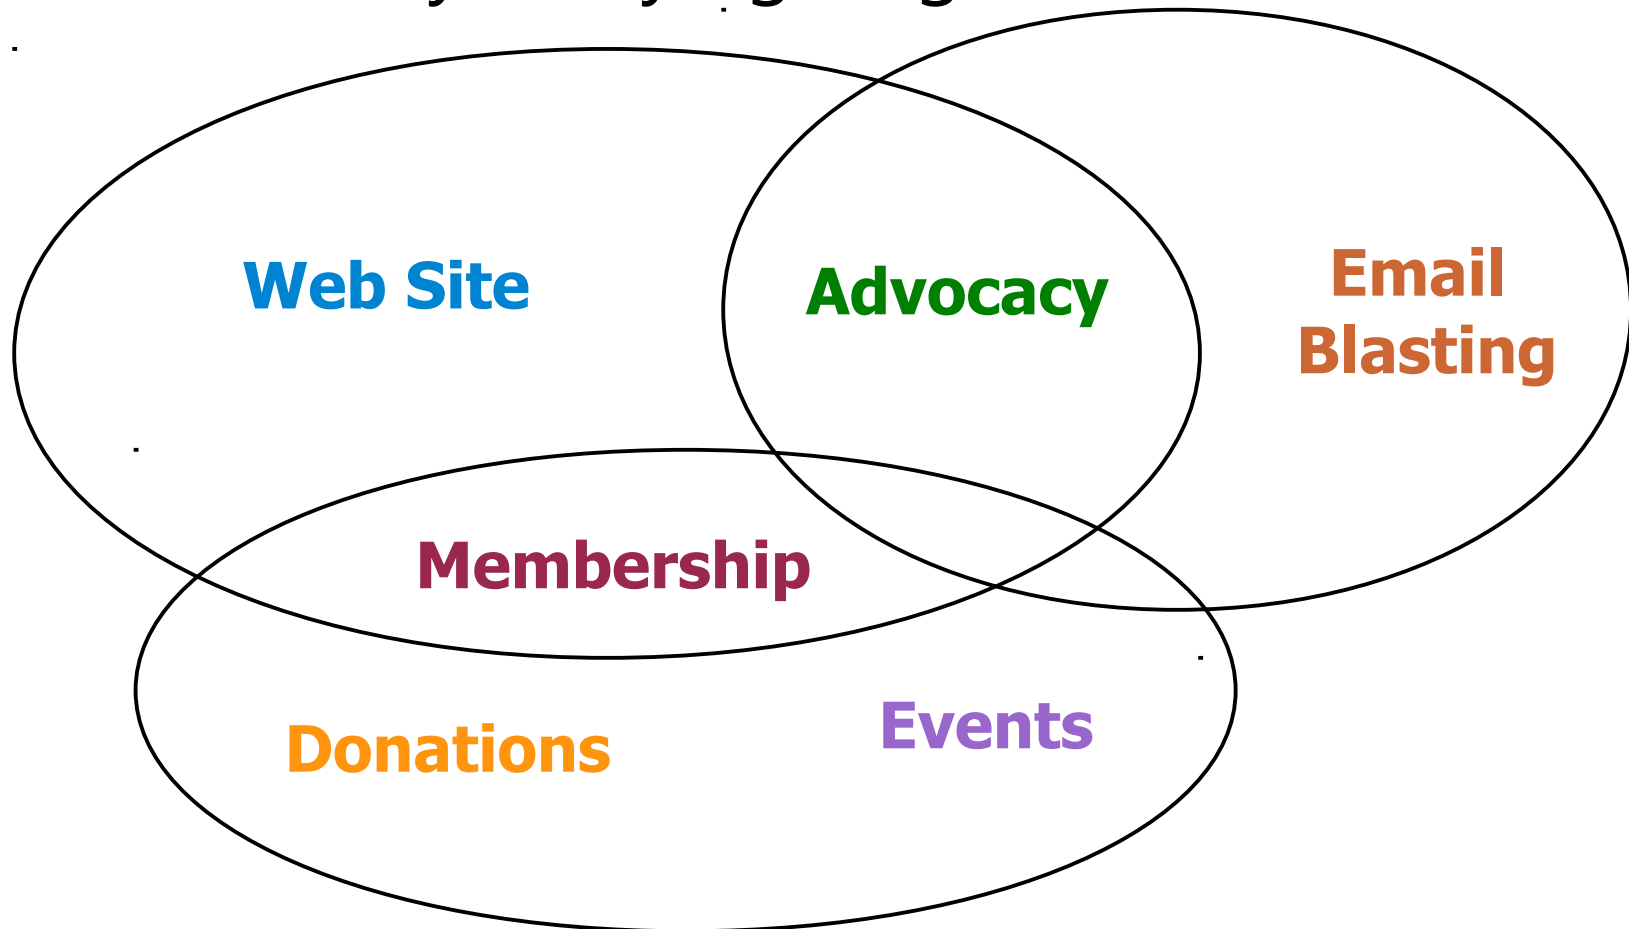 Web Site
Advocacy
Email
Blasting
Membership
Donations
Events